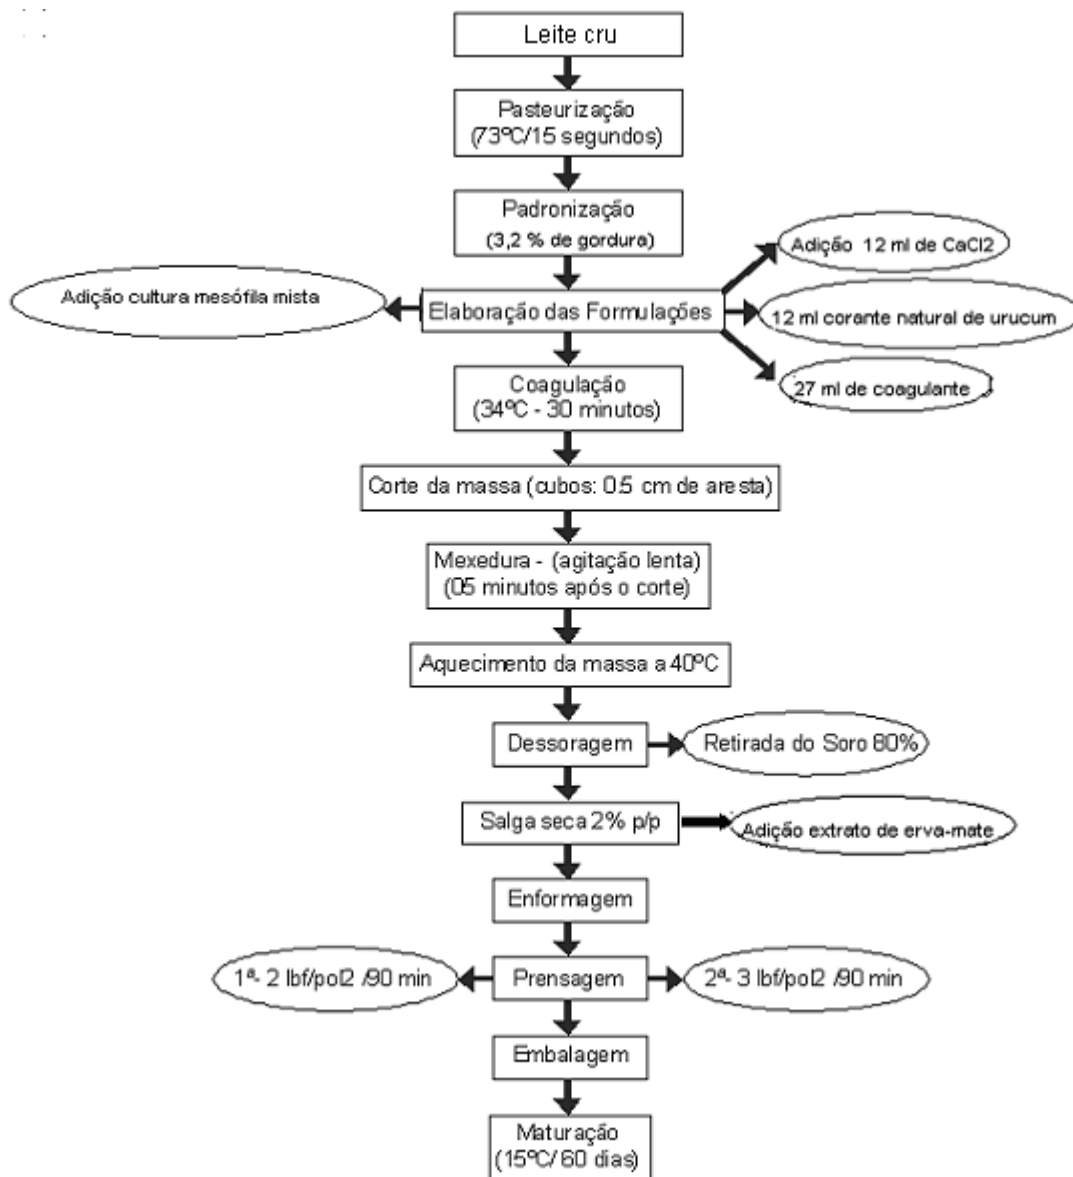 Leite cru
Pasteurização
(73ºC/15 segundos)
Padronização
(3,2 % de gordura)
Adição 12 ml de CaCl2
Adição cultura mesófila mista
Elaboração das Formulações
12 ml corante natural de urucum
27 ml de coagulante
Coagulação
(34ºC - 30 minutos)
Corte da massa (cubos: 0.5 cm de aresta)
Mexedura - (agitação lenta)
(05 minutos após o corte)
Aquecimento da massa a 40ºC
Dessoragem
Retirada do Soro 80%
Salga seca 2% p/p
Adição extrato de erva-mate
Enformagem
1ª- 2 lbf/pol2 /90 min
Prensagem
2ª- 3 lbf/pol2 /90 min
Embalagem
Maturação
(15ºC/ 60 dias)